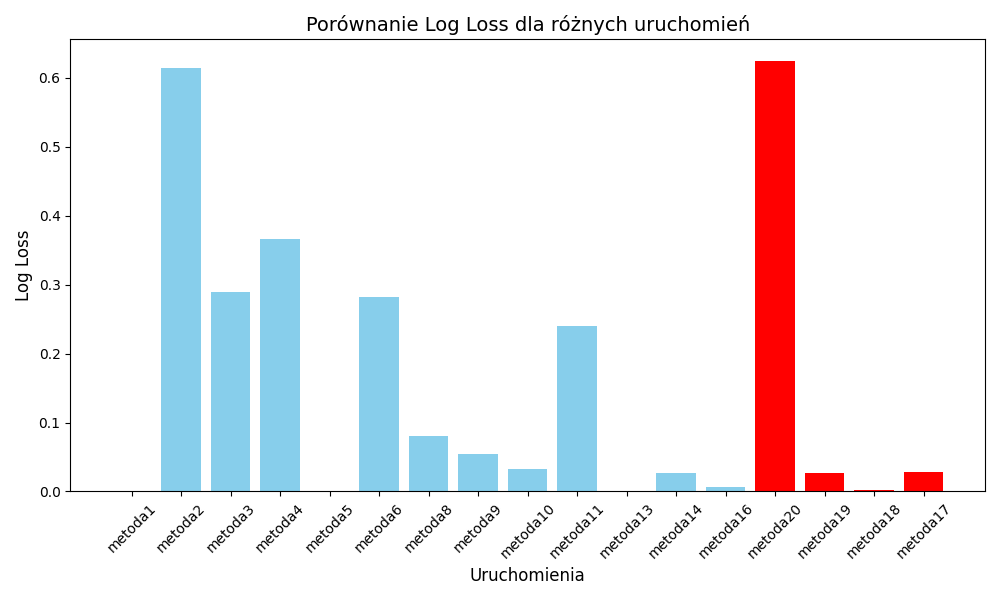 Porównanie Log Loss dla różnych uruchomień
Log Loss
0.6
0.5
0.4
0.3
0.2
0.1
0.0
metoda1
metoda2
metoda3
metoda4
metoda5
metoda6
metoda8
metoda9
metoda10
metoda11
metoda13
metoda14
metoda16
metoda20
metoda19
metoda18
metoda17
Uruchomienia